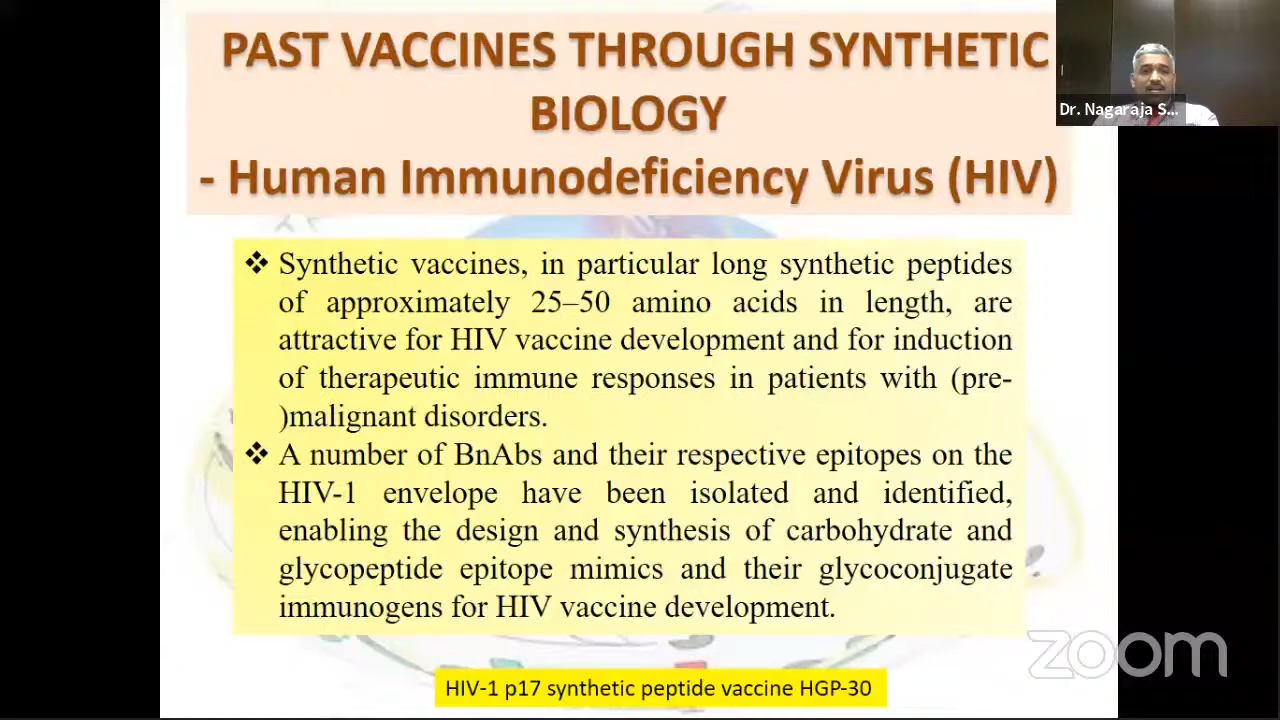 PAST VACCINES THROUGH SYNTHETIC
BIOLOGY
- Human Immunodeficiency Virus (HIV)
Dr. Nagaraja S...
❖ Synthetic vaccines, in particular long synthetic peptides
of approximately 25–50 amino acids in length, are
attractive for HIV vaccine development and for induction
of therapeutic immune responses in patients with (pre-
)malignant disorders.
❖ A number of BnAbs and their respective epitopes on the
HIV-1 envelope have been isolated and identified,
enabling the design and synthesis of carbohydrate and
glycopeptide epitope mimics and their glycoconjugate
immunogens for HIV vaccine development.
zoom
HIV-1 p17 synthetic peptide vaccine HGP-30